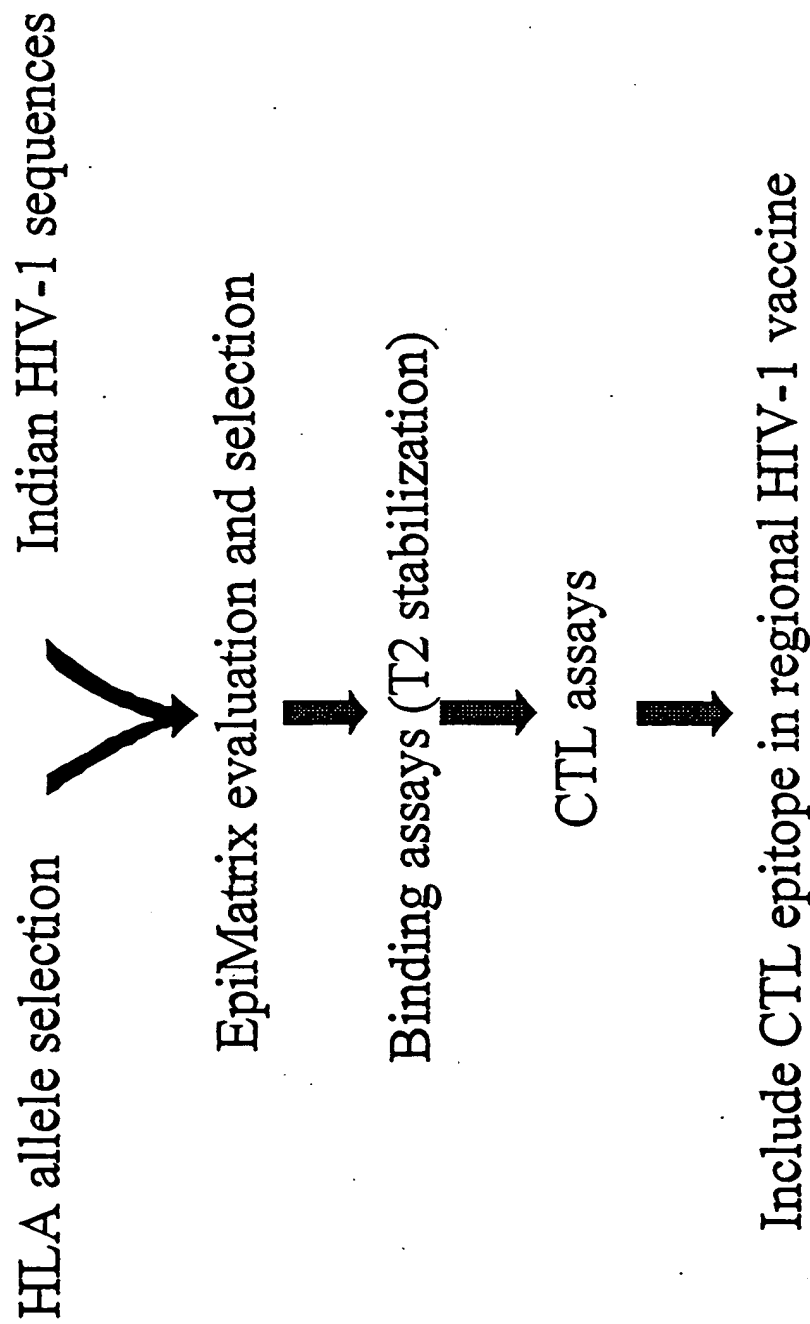 HLA allele selection
Indian HIV-1 sequences
EpiMatrix evaluation and selection
Binding assays (T2 stabilization)
CTL assays
Include CTL epitope in regional HIV-1 vaccine